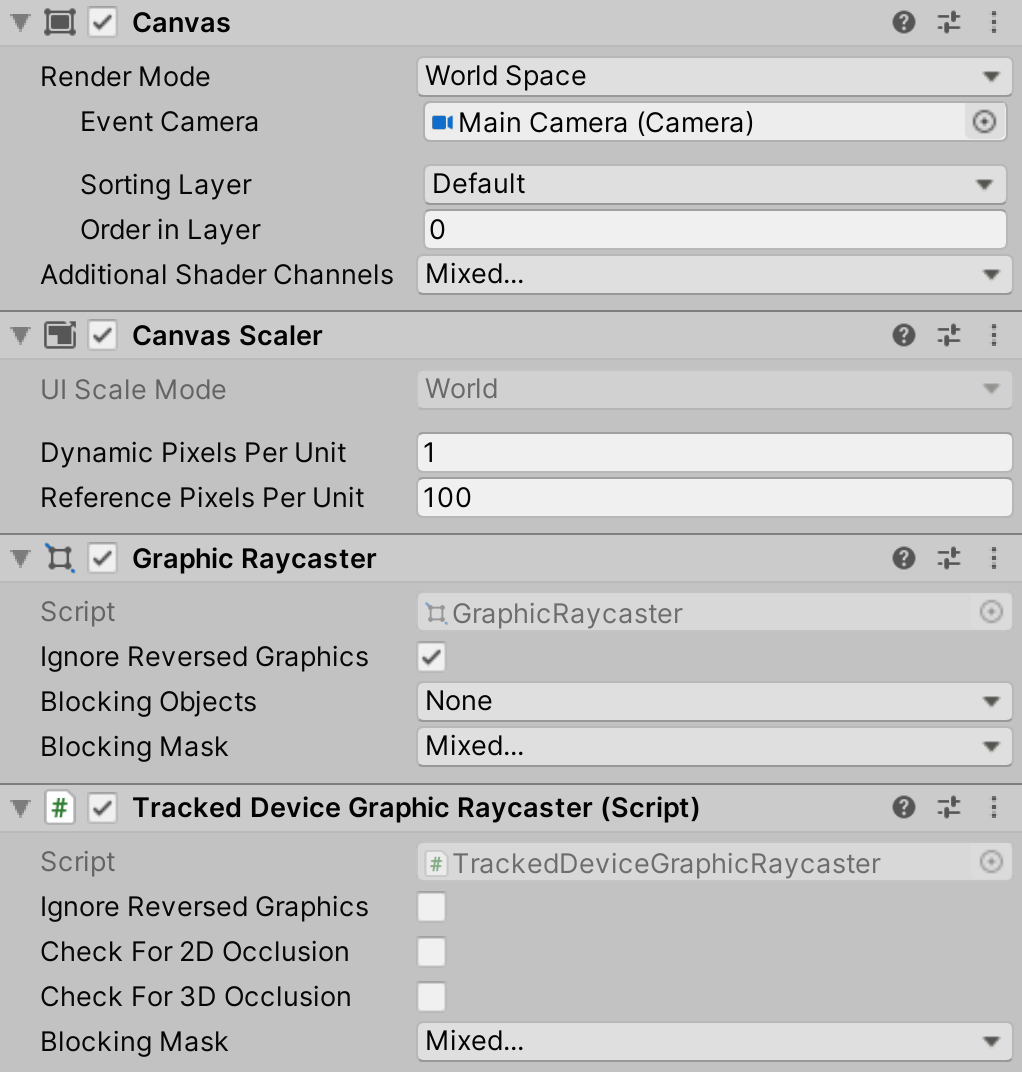 Canvas
Render Mode World Space
Event Camera Main Camera (Camera)
Sorting Layer Default
Order in Layer 0
Additional Shader Channels Mixed...
Canvas Scaler
UI Scale Mode World
Dynamic Pixels Per Unit 1
Reference Pixels Per Unit 100
Graphic Raycaster
Script GraphicRaycaster
Ignore Reversed Graphics
Blocking Objects None
Blocking Mask Mixed...
# Tracked Device Graphic Raycaster (Script)
Script # TrackedDeviceGraphicRaycaster
Ignore Reversed Graphics
Check For 2D Occlusion
Check For 3D Occlusion
Blocking Mask Mixed...